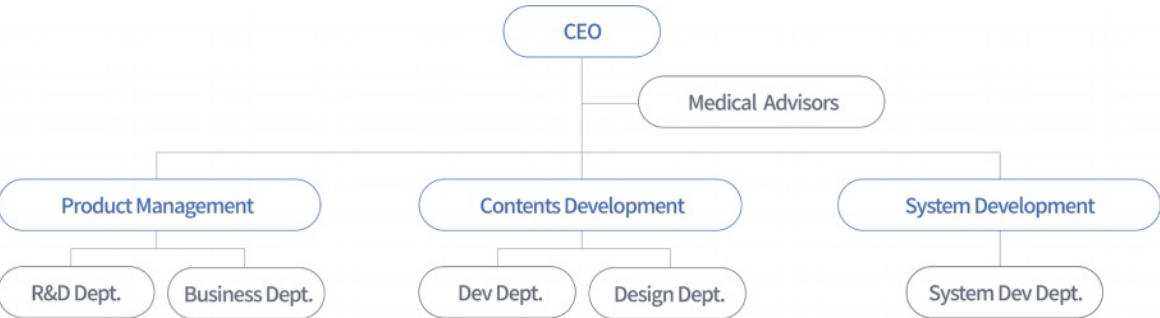 CEO
Medical Advisors
Product Management
Contents Development
System Development
R&D Dept.
Business Dept.
Dev Dept.
Design Dept.
System Dev Dept.